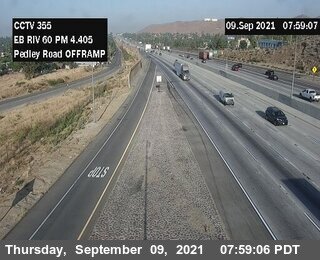 CCTV 355
EB RIV 60 PM 4.405
Pedley Road OFFRAMP
09.Sep 2021 07:59:07
STOP
Thursday, September 09, 2021 07:59:06 PDT